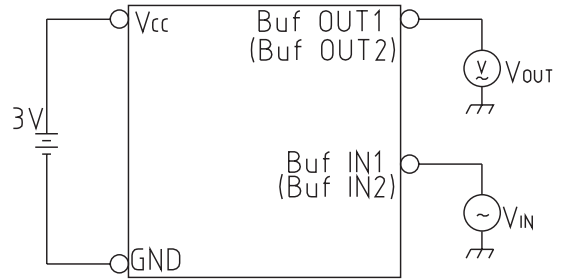 VCC
Buf OUT1
(Buf OUT2)
V
VOUT
3V
Buf IN1
(Buf IN2)
VIN
GND